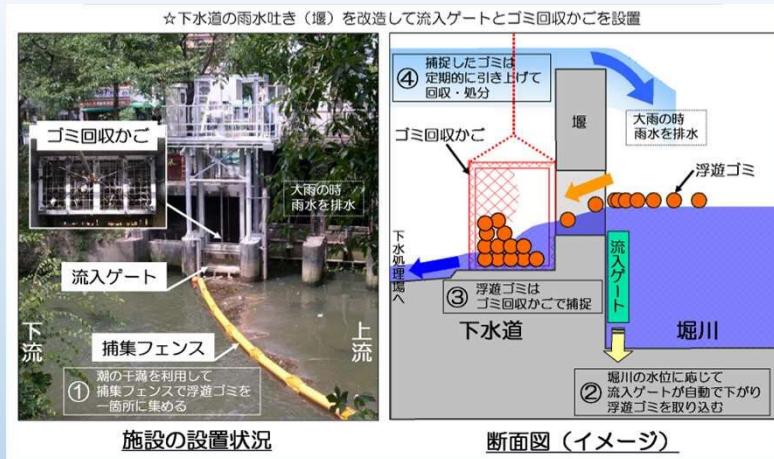 ☆下水道の雨水吐き（堰）を改造して流入ゲートとゴミ回収かごを設置
ゴミ回収かご
大雨の時
雨水を排水
流入ゲート
捕集フェンス
下流
上流
① 潮の干満を利用して
捕集フェンスで浮遊ゴミを
一箇所に集める
施設の設置状況
④ 捕捉したゴミは
定期的に引き上げて
回収・処分
大雨の時
雨水を排水
堰
ゴミ回収かご
浮遊ゴミ
下水処理場へ
流入ゲート
③ 浮遊ゴミは
ゴミ回収かごで捕捉
下水道
堀川
② 堀川の水位に応じて
流入ゲートが自動で下がり
浮遊ゴミを取り込む
断面図（イメージ）